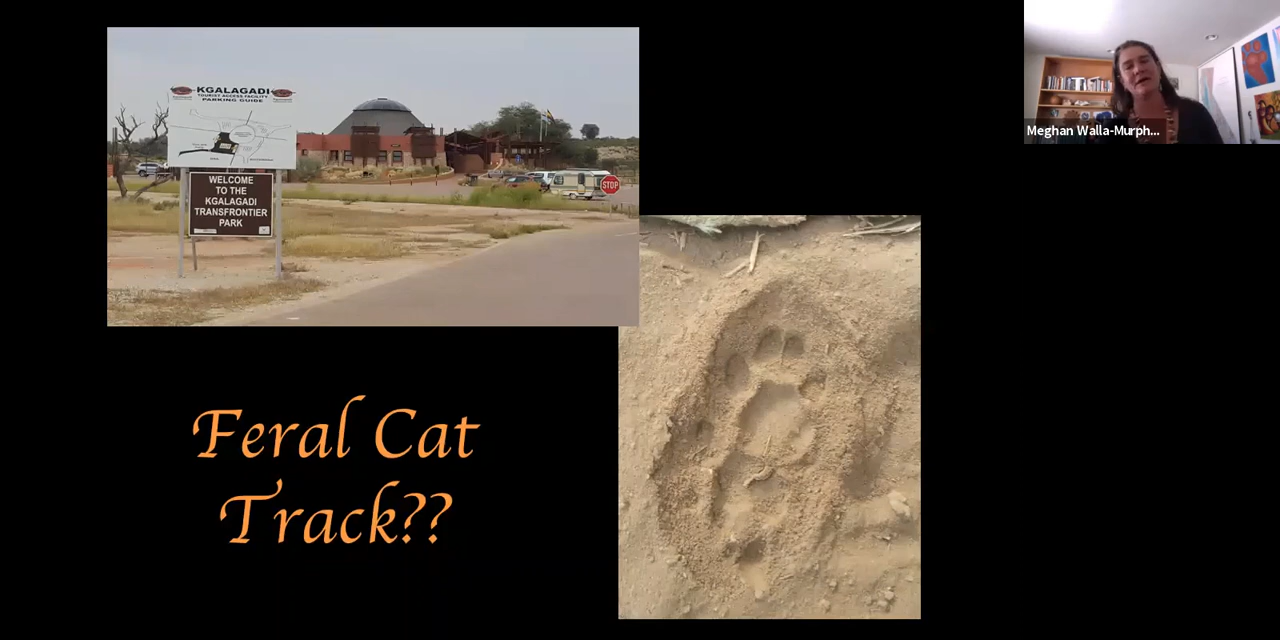 KGALAGADI
TOURIST ACCESS FACILITY
PARKING GUIDE
WELCOME
TO THE
KGALAGADI
TRANSFRONTIER
PARK
STOP
Feral Cat
Track??
Meghan Walla-Murph...